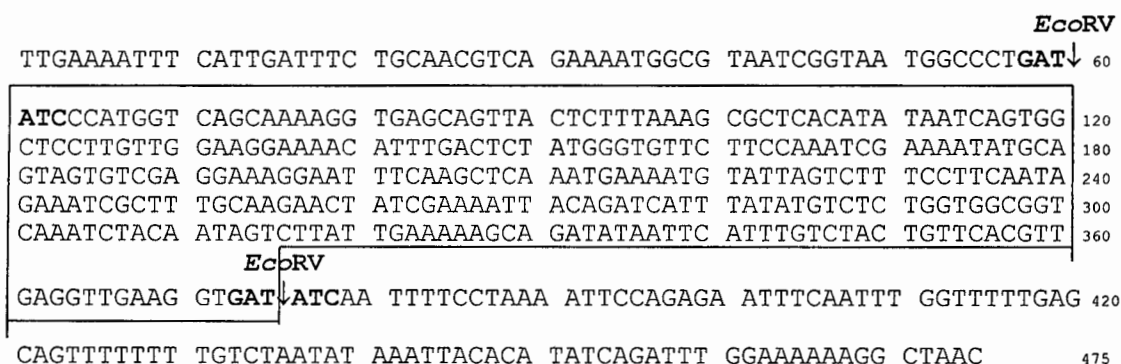 EcoRV
TTGAAAATTT CATTGATTTC TGCAACGTCA GAAAATGGCG TAATCGGTAA TGGCCCTGAT↓ 60
ATCCCATGGT CAGCAAAAGG TGAGCAGTTA CTCTTTAAAG CGCTCACATA TAATCAGTGG 120
CTCCTTGTTG GAAGGAAAAC ATTTGACTCT ATGGGTGTTC TTCCAAATCG AAAATATGCA 180
GTAGTGTCGA GGAAAGGAAT TTCAAGCTCA AATGAAAATG TATTAGTCTT TCCTTCAATA 240
GAAATCGCTT TGCAAGAACT ATCGAAAATT ACAGATCATT TATATGTCTC TGGTGGCGGT 300
CAAATCTACA ATAGTCTTAT TGAAAAAGCA GATATAATTC ATTTGTCTAC TGTTCACGTT 360
EcoRV
GAGGTTGAAG GTGAT↓ATCAA TTTTCCTAAA ATTCCAGAGA ATTTCAATTT GGTTTTTGAG 420
CAGTTTTTTT TGTCTAATAT AAATTACACA TATCAGATTT GGAAAAAAGG CTAAC 475